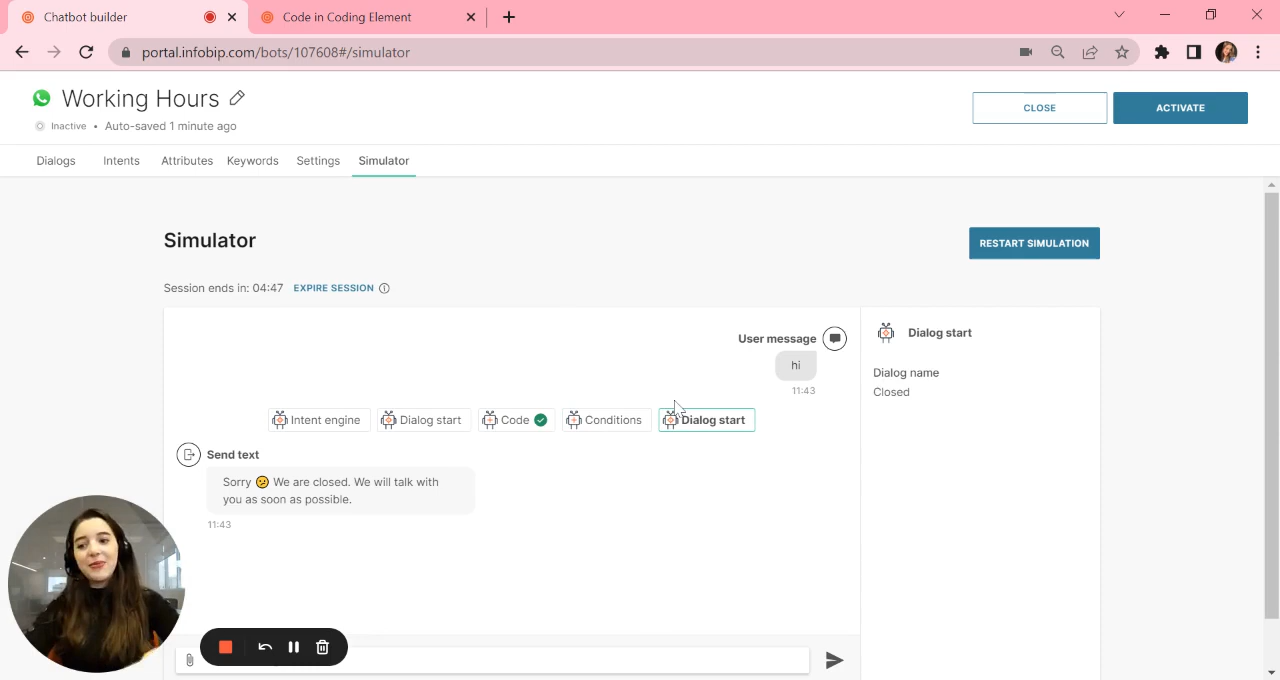 Chatbot builder
Code in Coding Element
portal.infobip.com/bots/107608#/simulator
Working Hours
Inactive • Auto-saved 1 minute ago
CLOSE
ACTIVATE
Dialogs
Intents
Attributes
Keywords
Settings
Simulator
Simulator
RESTART SIMULATION
Session ends in: 04:47 EXPIRE SESSION
User message
hi
11:43
Intent engine
Dialog start
Code
Conditions
Dialog start
Send text
Sorry 😕 We are closed. We will talk with
you as soon as possible.
11:43
Dialog start
Dialog name
Closed